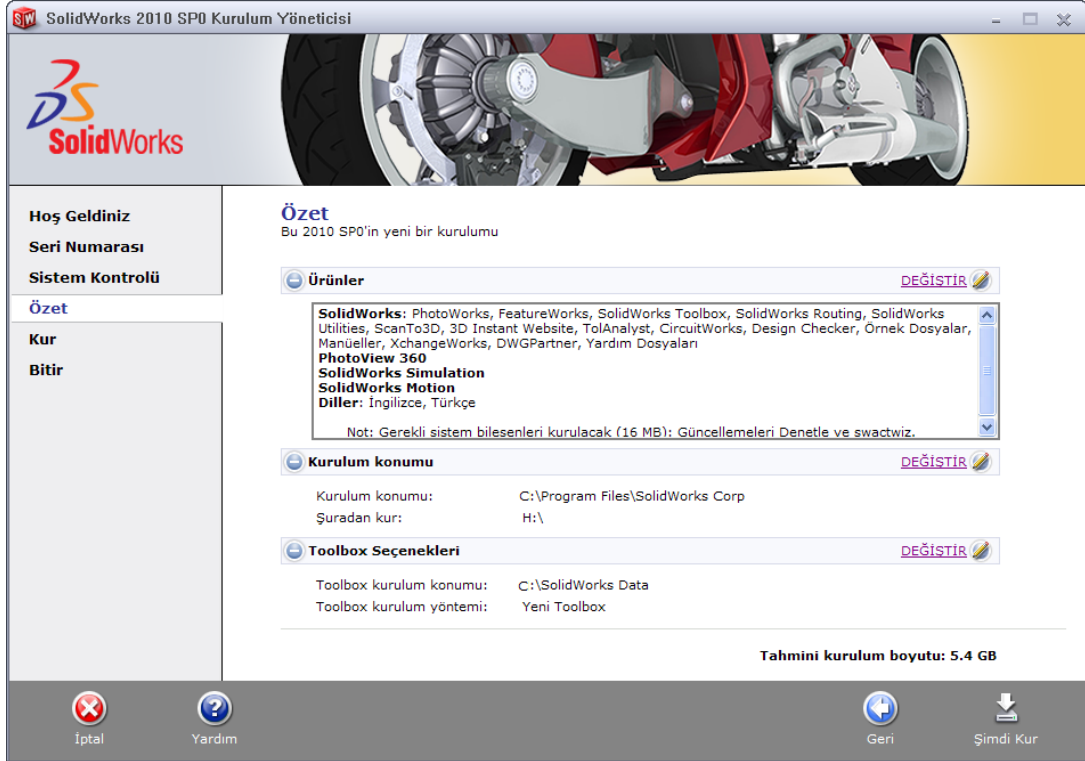 SW SolidWorks 2010 SP0 Kurulum Yöneticisi
SolidWorks
Hoş Geldiniz
Seri Numarası
Sistem Kontrolü
Özet
Kur
Bitir
Özet
Bu 2010 SP0'in yeni bir kurulumu
Ürünler DEĞİŞTİR
SolidWorks: PhotoWorks, FeatureWorks, SolidWorks Toolbox, SolidWorks Routing, SolidWorks
Utilities, ScanTo3D, 3D Instant Website, TolAnalyst, CircuitWorks, Design Checker, Örnek Dosyalar,
Manüeller, XchangeWorks, DWGPartner, Yardım Dosyaları
PhotoView 360
SolidWorks Simulation
SolidWorks Motion
Diller: İngilizce, Türkçe
Not: Gerekli sistem bilesenleri kurulacak (16 MB): Güncellemeleri Denetle ve swactwiz.
Kurulum konumu DEĞİŞTİR
Kurulum konumu: C:\Program Files\SolidWorks Corp
Şuradan kur: H:\
Toolbox Seçenekleri DEĞİŞTİR
Toolbox kurulum konumu: C:\SolidWorks Data
Toolbox kurulum yöntemi: Yeni Toolbox
Tahmini kurulum boyutu: 5.4 GB
İptal Yardım Geri Şimdi Kur